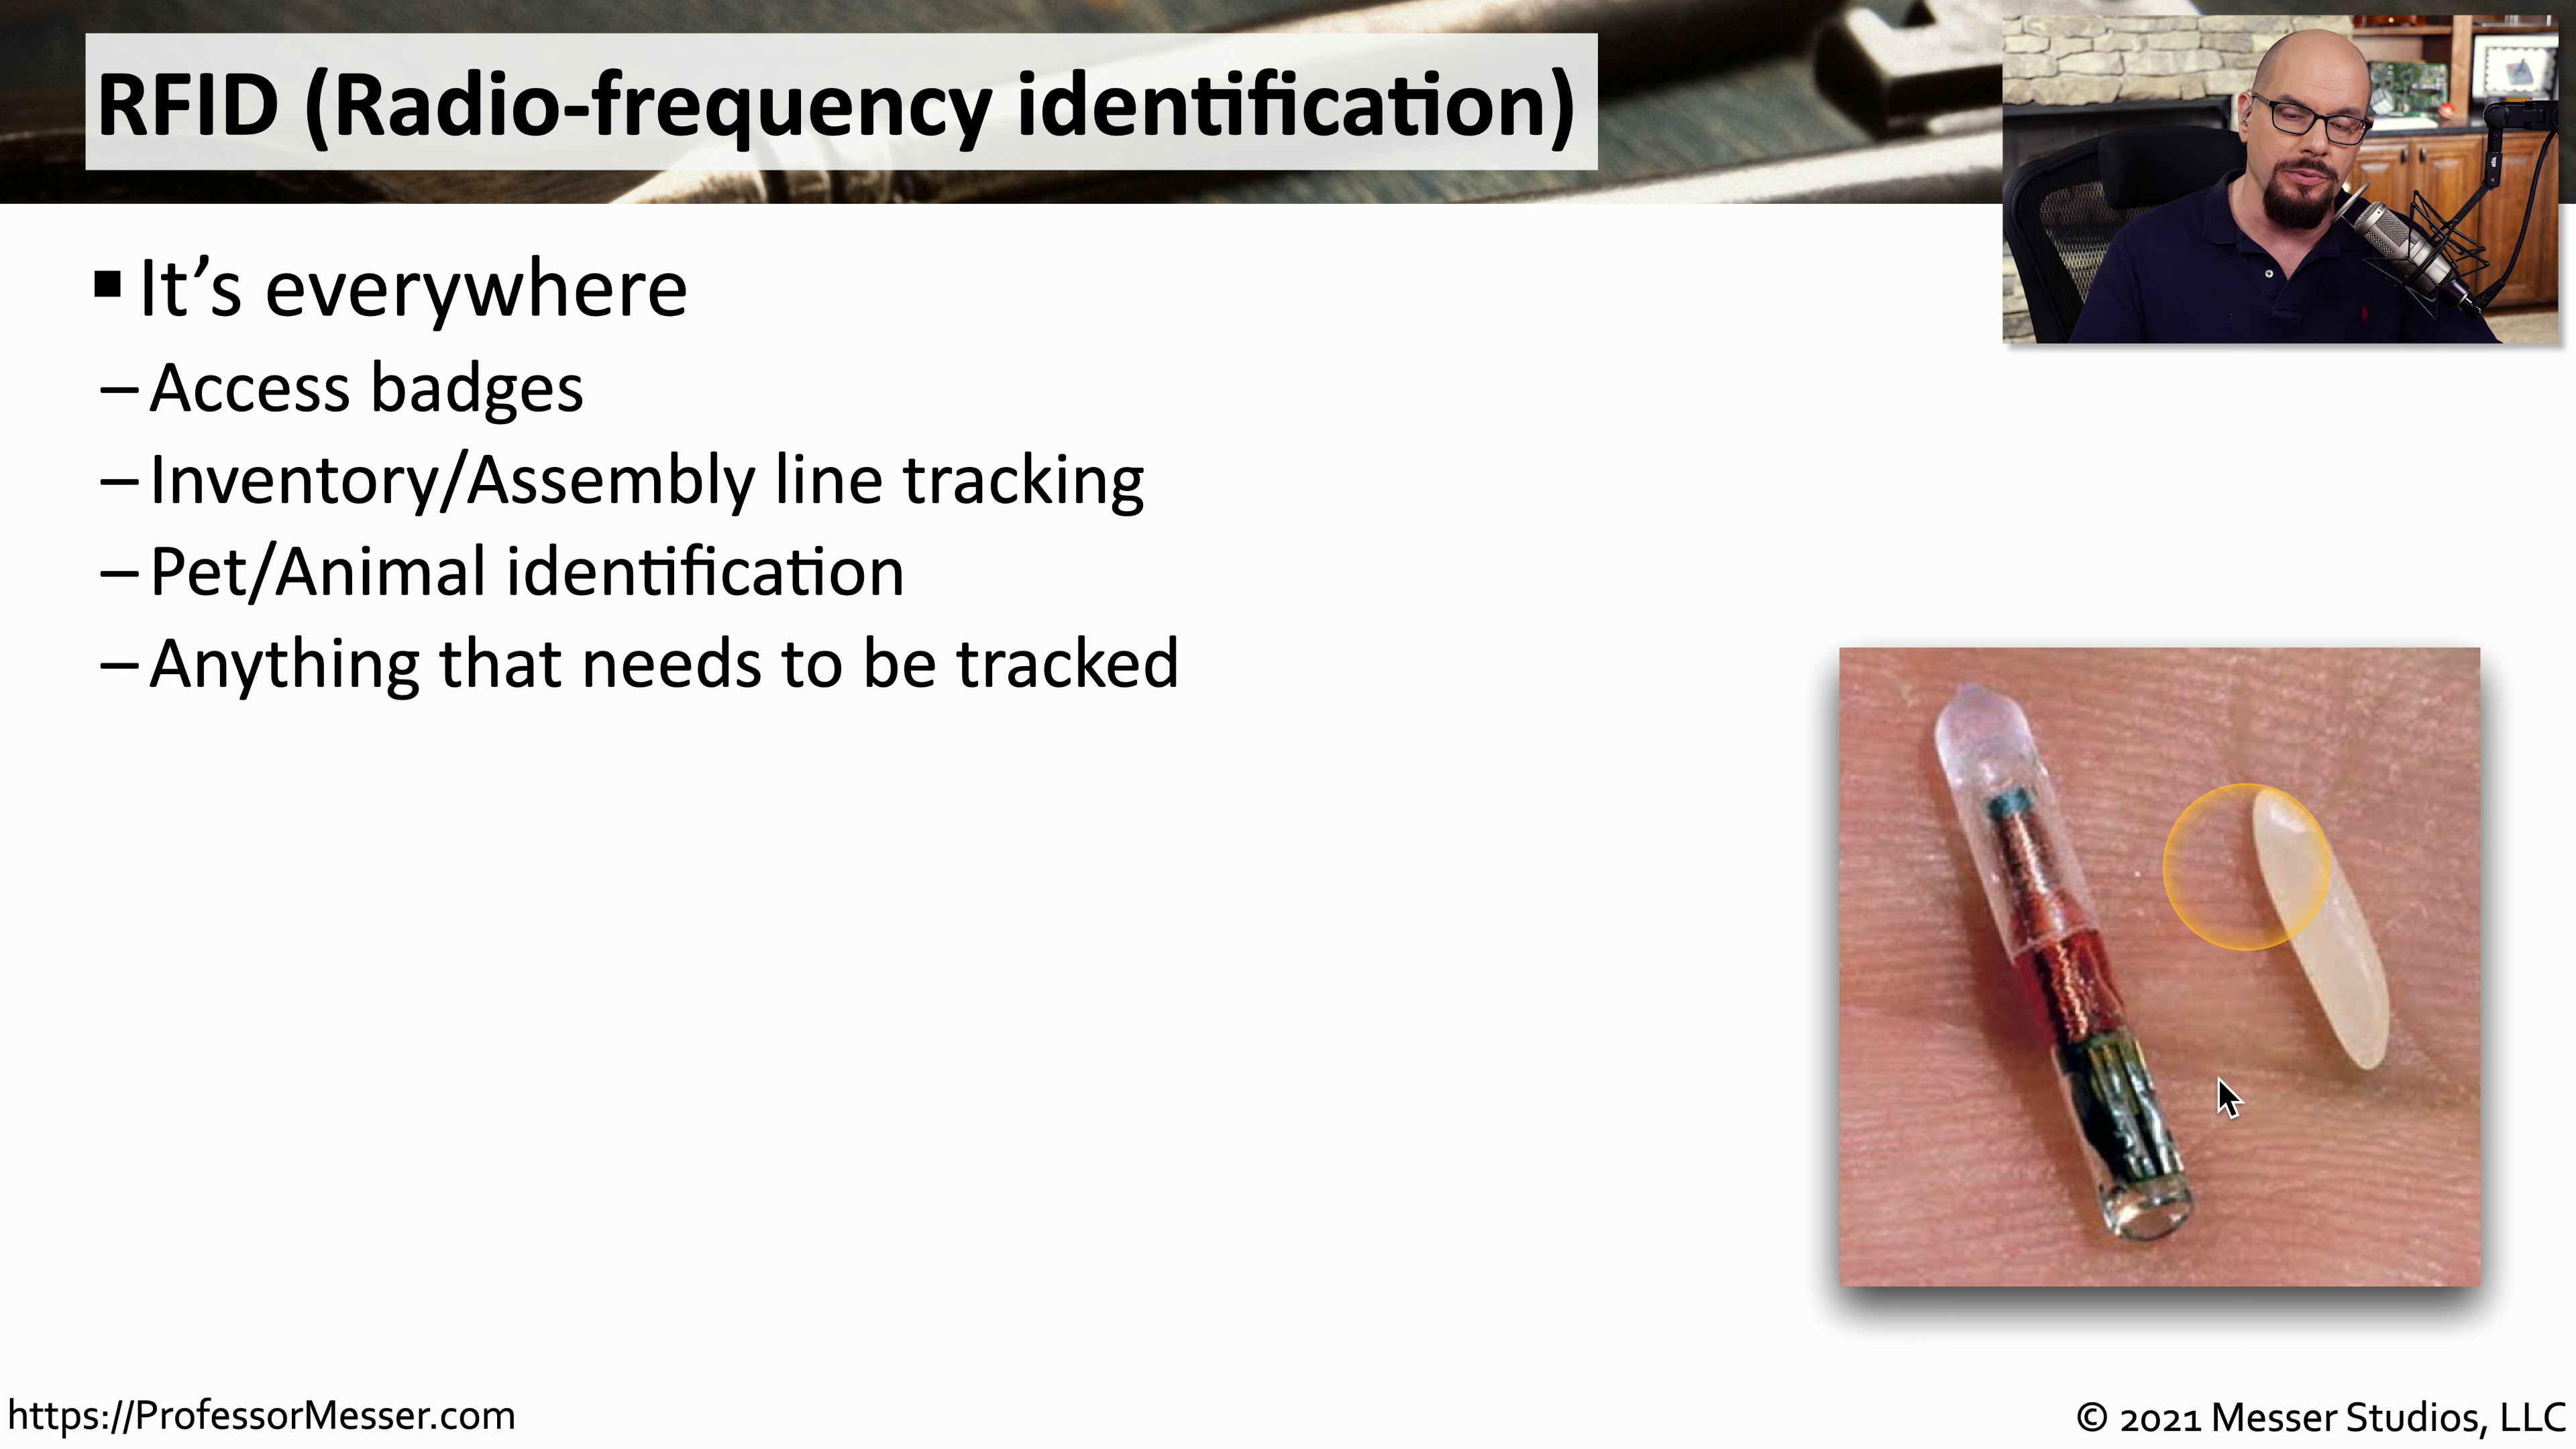 RFID (Radio-frequency identification)
▪ It’s everywhere
– Access badges
– Inventory/Assembly line tracking
– Pet/Animal identification
– Anything that needs to be tracked
https://ProfessorMesser.com
© 2021 Messer Studios, LLC